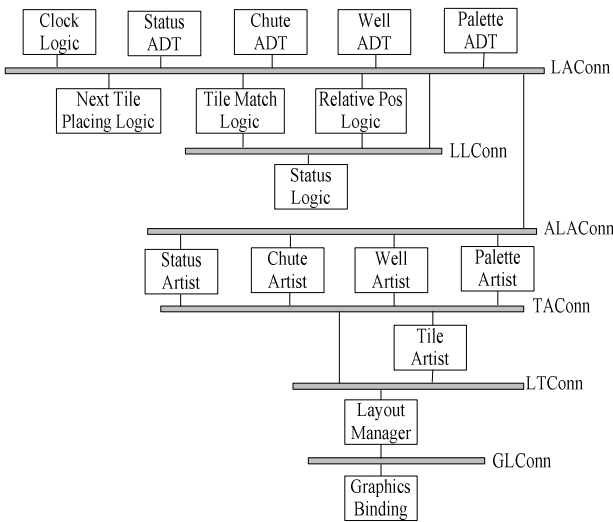 Clock
Logic
Status
ADT
Chute
ADT
Well
ADT
Palette
ADT
LAConn
Next Tile
Placing Logic
Tile Match
Logic
Relative Pos
Logic
LLConn
Status
Logic
ALAConn
Status
Artist
Chute
Artist
Well
Artist
Palette
Artist
TAConn
Tile
Artist
LTConn
Layout
Manager
GLConn
Graphics
Binding